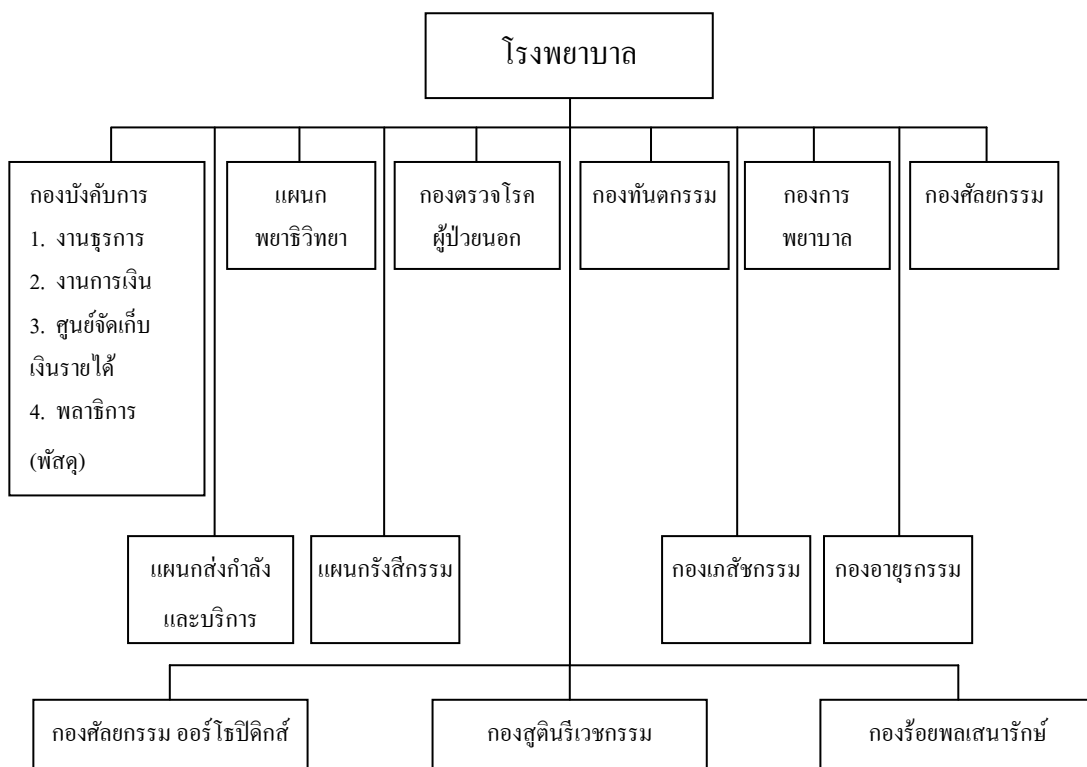 โรงพยาบาล
กองบังคับการ
1. งานธุรการ
2. งานการเงิน
3. ศูนย์จัดเก็บ
เงินรายได้
4. พลาธิการ
(พัสดุ)
แผนก
พยาธิวิทยา
กองตรวจโรค
ผู้ป่วยนอก
กองทันตกรรม
กองการ
พยาบาล
กองศัลยกรรม
แผนกส่งกำลัง
และบริการ
แผนกรังสีกรรม
กองเภสัชกรรม
กองอายุรกรรม
กองศัลยกรรม ออร์โธปิดิกส์
กองสูตินรีเวชกรรม
กองร้อยพลเสนารักษ์